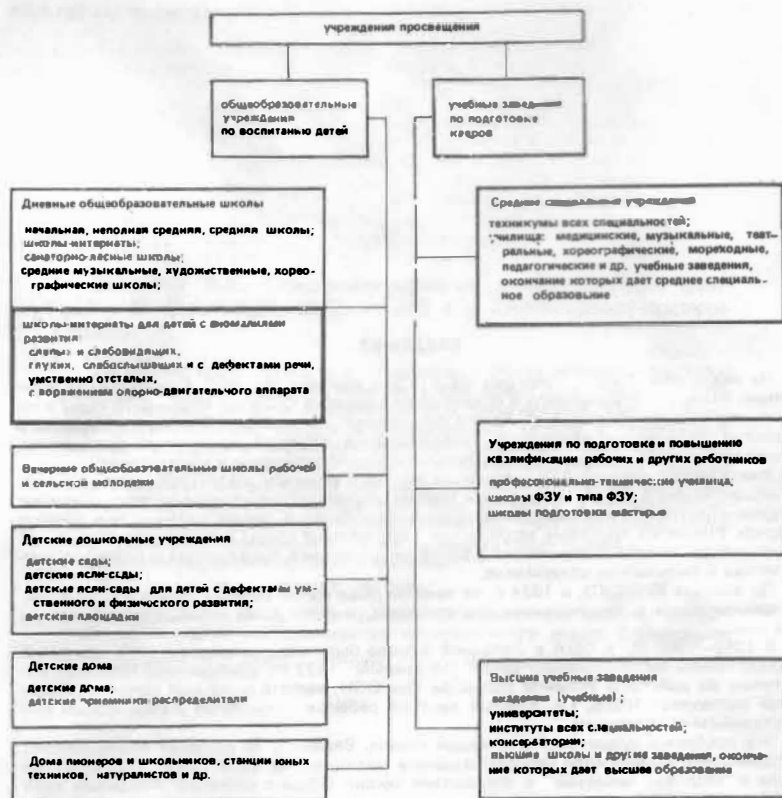 учреждения просвещения
общеобразовательные
учреждения
по воспитанью детей
учебные заведения
по подготовке
кадров
Дневные общеобразовательные школы
начальная, неполная средняя, средняя школы;
школы-интернаты;
санаторно-лесные школы;
средние музыкальные, художественные, хорео-
графические школы;
школы-интернаты для детей с аномалиями
развития:
слепых и слабовидящих,
глухих, слабослышащих и с дефектами речи,
умственно отсталых,
с поражением опорно-двигательного аппарата
Вечерние общеобразовательные школы рабочей
и сельской молодежи
Детские дошкольные учреждения
детские сады;
детские ясли-сады;
детские ясли-сады для детей с дефектами ум-
ственного и физического развития;
детские площадки
Детские дома
детские дома;
детские приемники-распределители
Дома пионеров и школьников, станции юных
техников, натуралистов и др.
Средние специальные учреждения
техникумы всех специальностей;
училища: медицинские, музыкальные, теат-
ральные, хореографические, мореходные,
педагогические и др. учебные заведения,
окончание которых дает среднее специаль-
ное образование
Учреждения по подготовке и повышению
квалификации рабочих и других работников
профессионально-технические училища;
школы ФЗУ и типа ФЗУ;
школы подготовки мастеров
Высшие учебные заведения
академии [учебные];
университеты;
институты всех специальностей;
консерватории;
высшие школы и другие заведения, оконча-
ние которых дает высшее образование